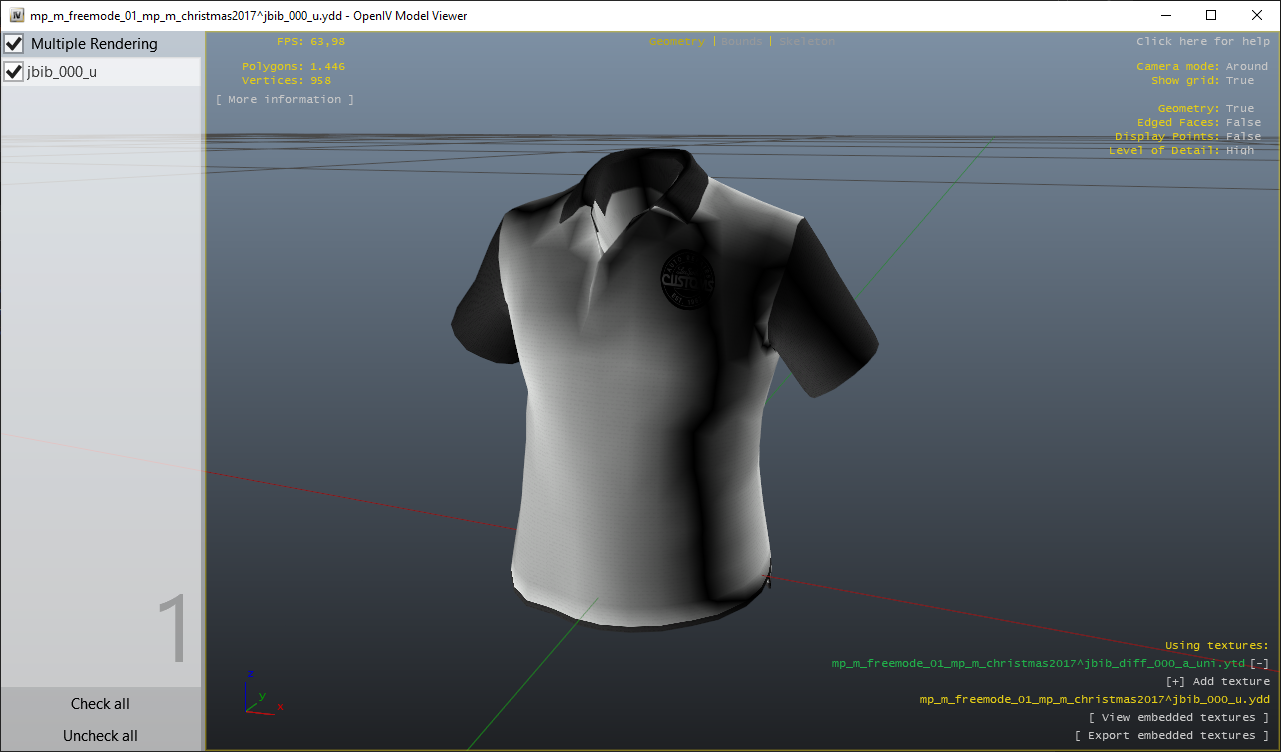 mp_m_freemode_01_mp_m_christmas2017^jbib_000_u.ydd - OpenIV Model Viewer
Multiple Rendering
jbib_000_u
FPS: 63,98
Polygons: 1.446
Vertices: 958
[ More information ]
Geometry | Bounds | Skeleton
Click here for help
Camera mode: Around
Show grid: True
Geometry: True
Edged Faces: False
Display Points: False
Level of Detail: High
1
Check all
Uncheck all
z
y
x
Using textures:
mp_m_freemode_01_mp_m_christmas2017^jbib_diff_000_a_uni.ytd [-]
[+] Add texture
mp_m_freemode_01_mp_m_christmas2017^jbib_000_u.ydd
[ View embedded textures ]
[ Export embedded textures ]